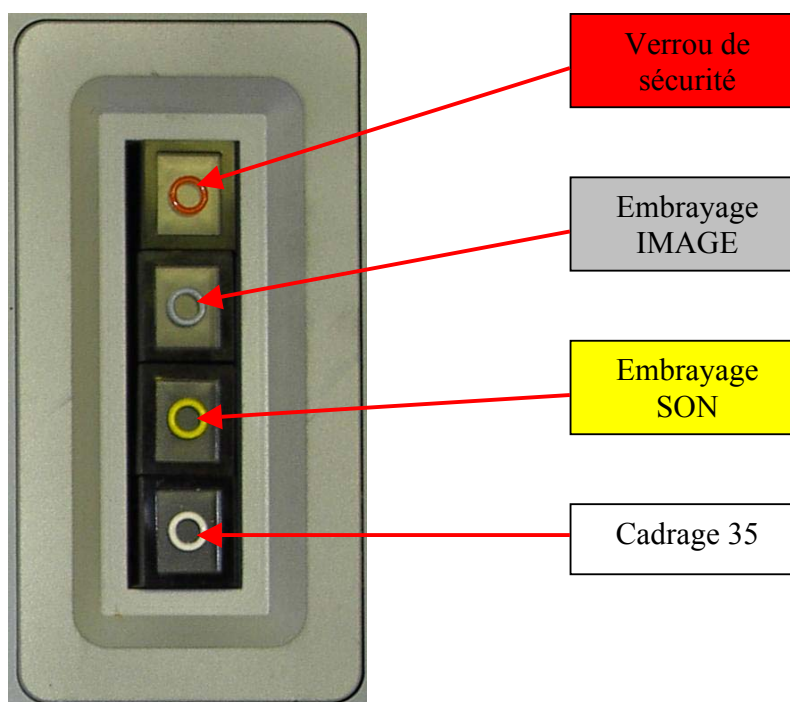 Verrou de
sécurité
Embrayage
IMAGE
Embrayage
SON
Cadrage 35